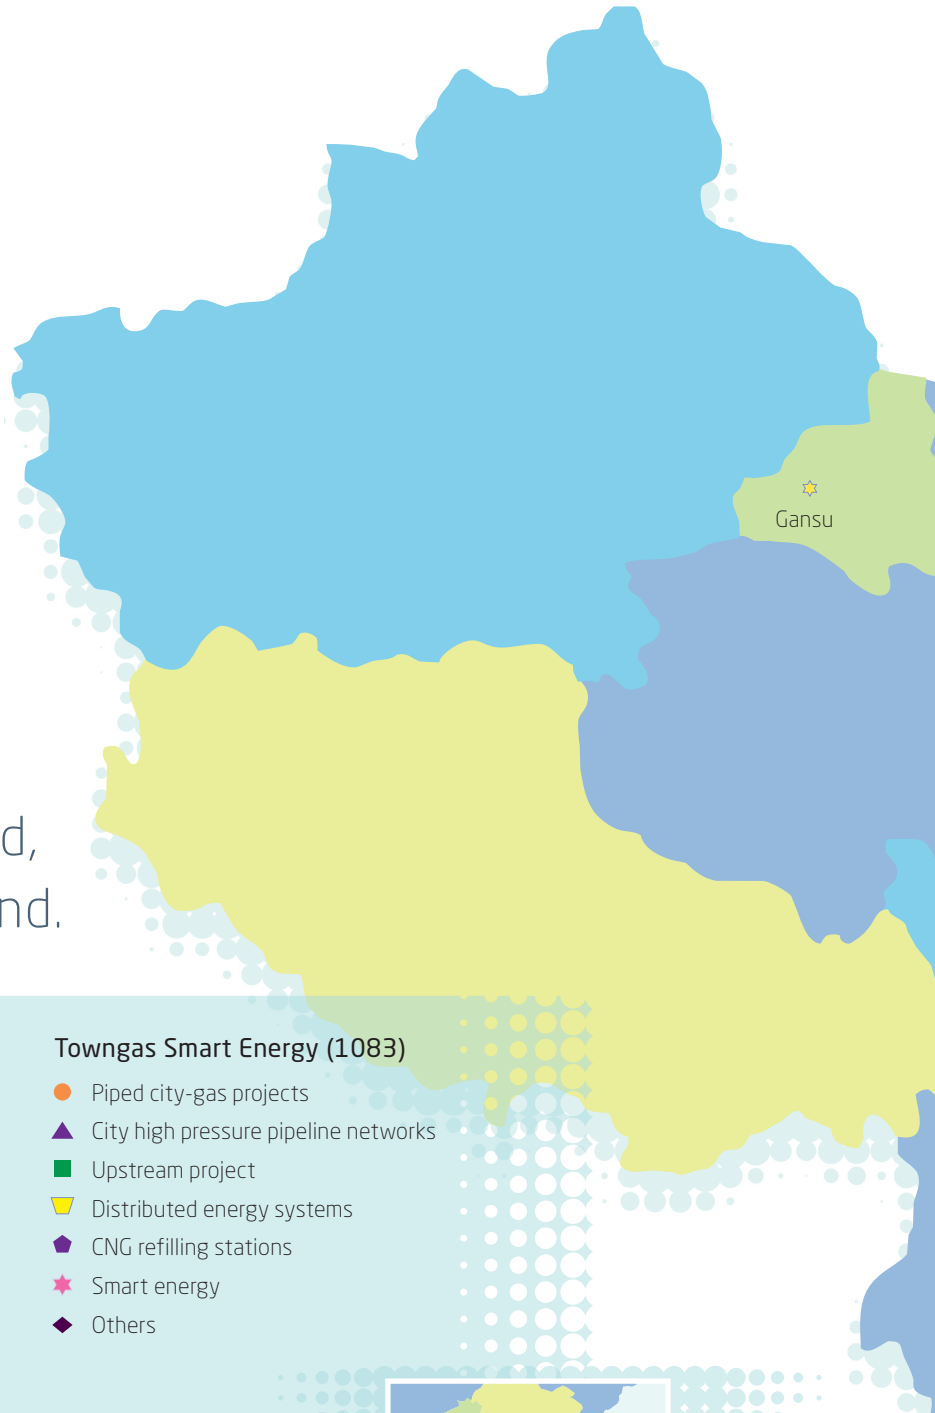 Gansu
d,
nd.
Towngas Smart Energy (1083)
Piped city-gas projects
City high pressure pipeline networks
Upstream project
Distributed energy systems
CNG refilling stations
Smart energy
Others